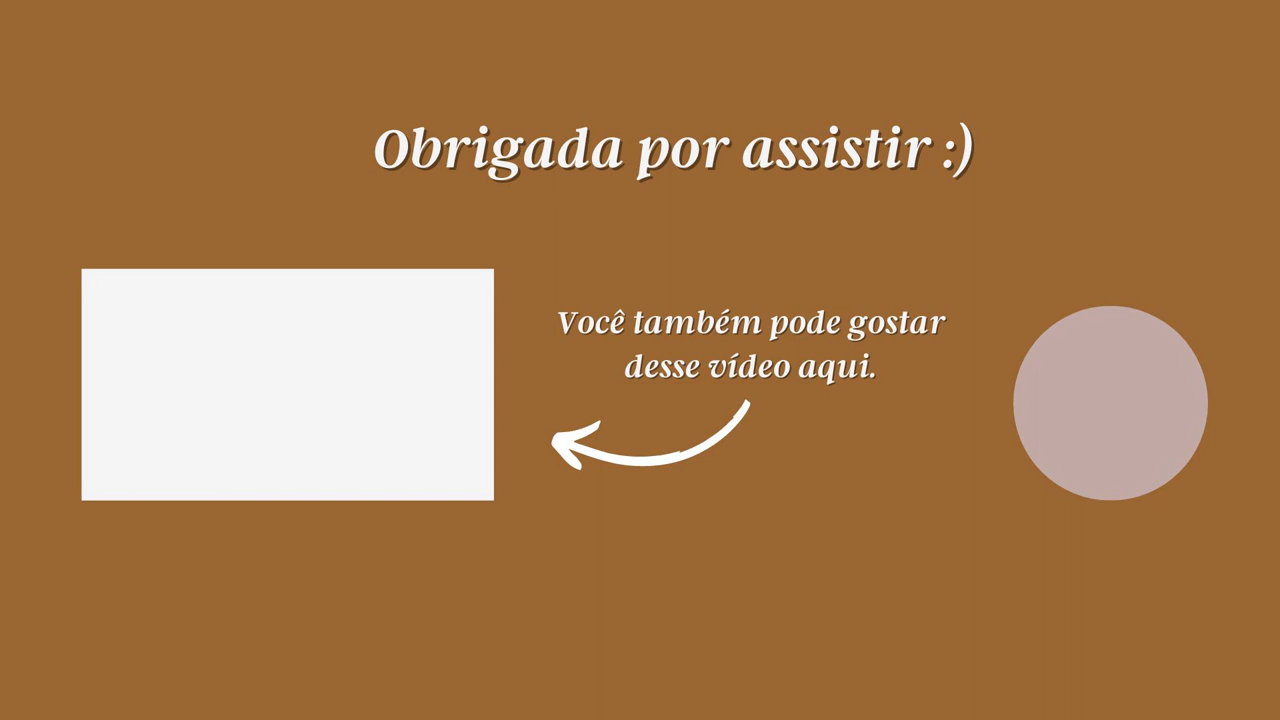 Obrigada por assistir :)
Você também pode gostar
desse vídeo aqui.